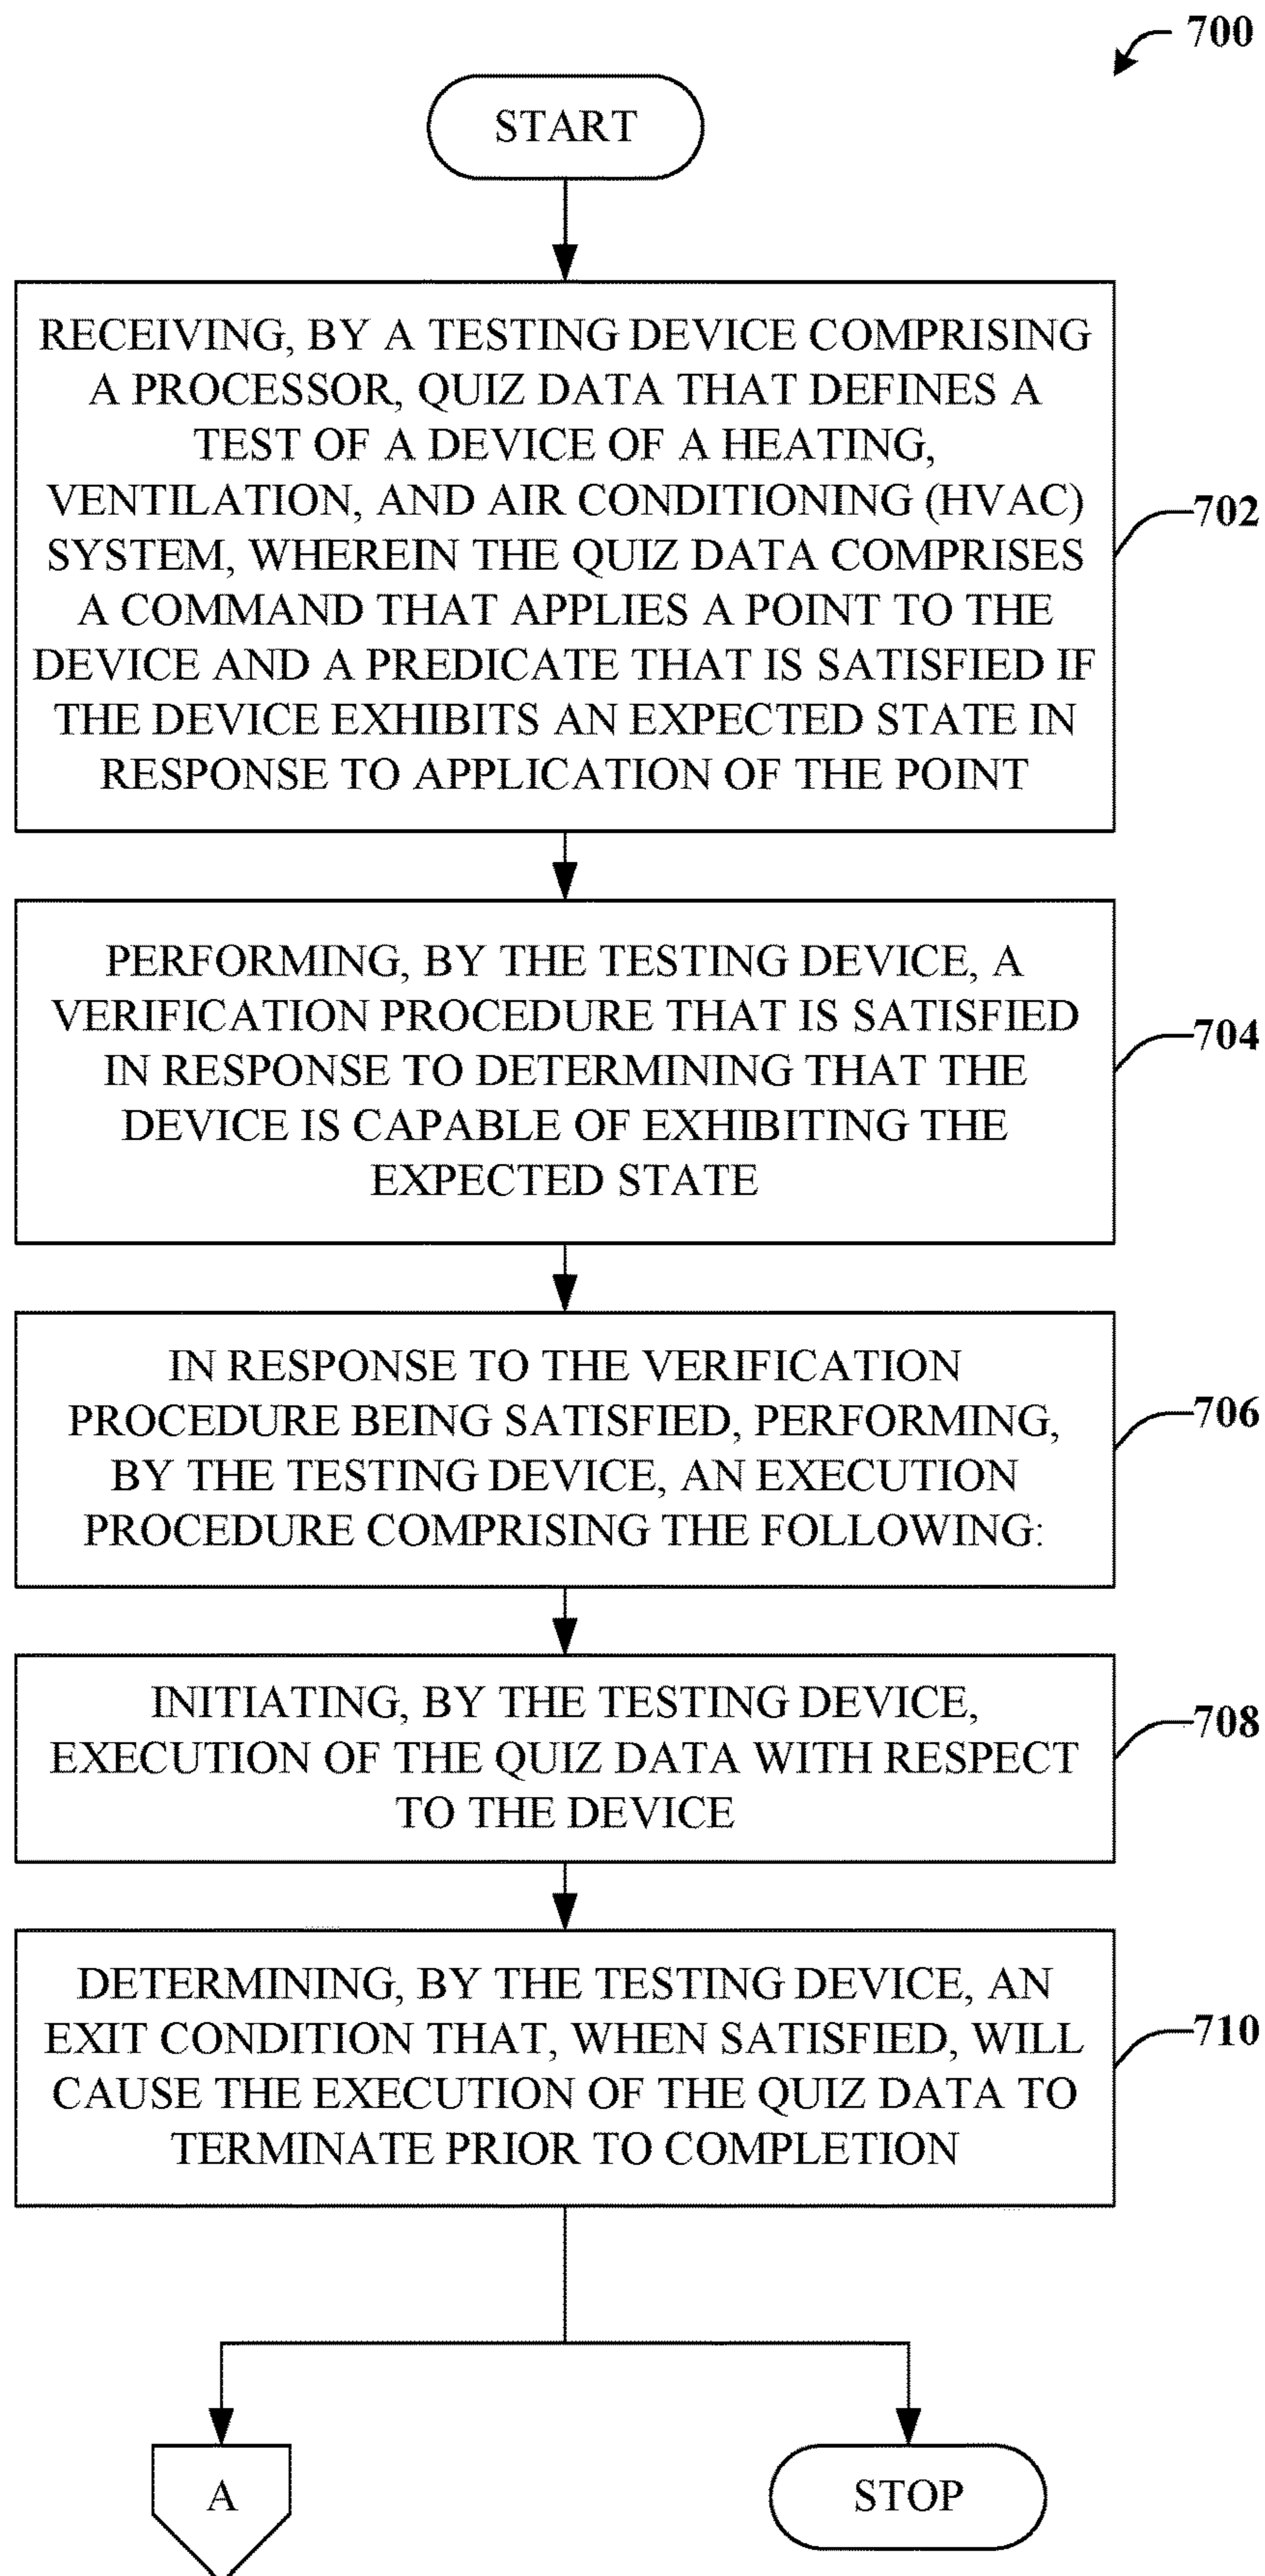 700
START
RECEIVING, BY A TESTING DEVICE COMPRISING
A PROCESSOR, QUIZ DATA THAT DEFINES A
TEST OF A DEVICE OF A HEATING,
VENTILATION, AND AIR CONDITIONING (HVAC)
SYSTEM, WHEREIN THE QUIZ DATA COMPRISES
A COMMAND THAT APPLIES A POINT TO THE
DEVICE AND A PREDICATE THAT IS SATISFIED IF
THE DEVICE EXHIBITS AN EXPECTED STATE IN
RESPONSE TO APPLICATION OF THE POINT
702
PERFORMING, BY THE TESTING DEVICE, A
VERIFICATION PROCEDURE THAT IS SATISFIED
IN RESPONSE TO DETERMINING THAT THE
DEVICE IS CAPABLE OF EXHIBITING THE
EXPECTED STATE
704
IN RESPONSE TO THE VERIFICATION
PROCEDURE BEING SATISFIED, PERFORMING,
BY THE TESTING DEVICE, AN EXECUTION
PROCEDURE COMPRISING THE FOLLOWING:
706
INITIATING, BY THE TESTING DEVICE,
EXECUTION OF THE QUIZ DATA WITH RESPECT
TO THE DEVICE
708
DETERMINING, BY THE TESTING DEVICE, AN
EXIT CONDITION THAT, WHEN SATISFIED, WILL
CAUSE THE EXECUTION OF THE QUIZ DATA TO
TERMINATE PRIOR TO COMPLETION
710
A
STOP